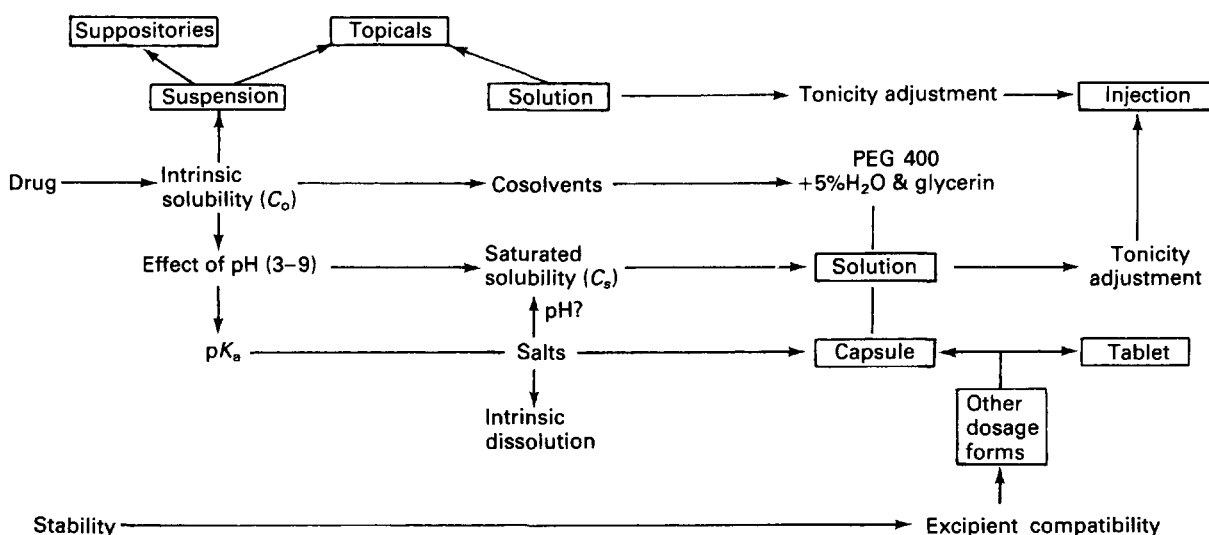 Suppositories
Topicals
Suspension
Solution
Tonicity adjustment
Injection
Drug
Intrinsic
solubility (Cₒ)
Cosolvents
PEG 400
+5%H₂O & glycerin
Effect of pH (3–9)
Saturated
solubility (Cₛ)
Solution
Tonicity
adjustment
pH?
pKₐ
Salts
Capsule
Tablet
Intrinsic
dissolution
Other
dosage
forms
Stability
Excipient compatibility